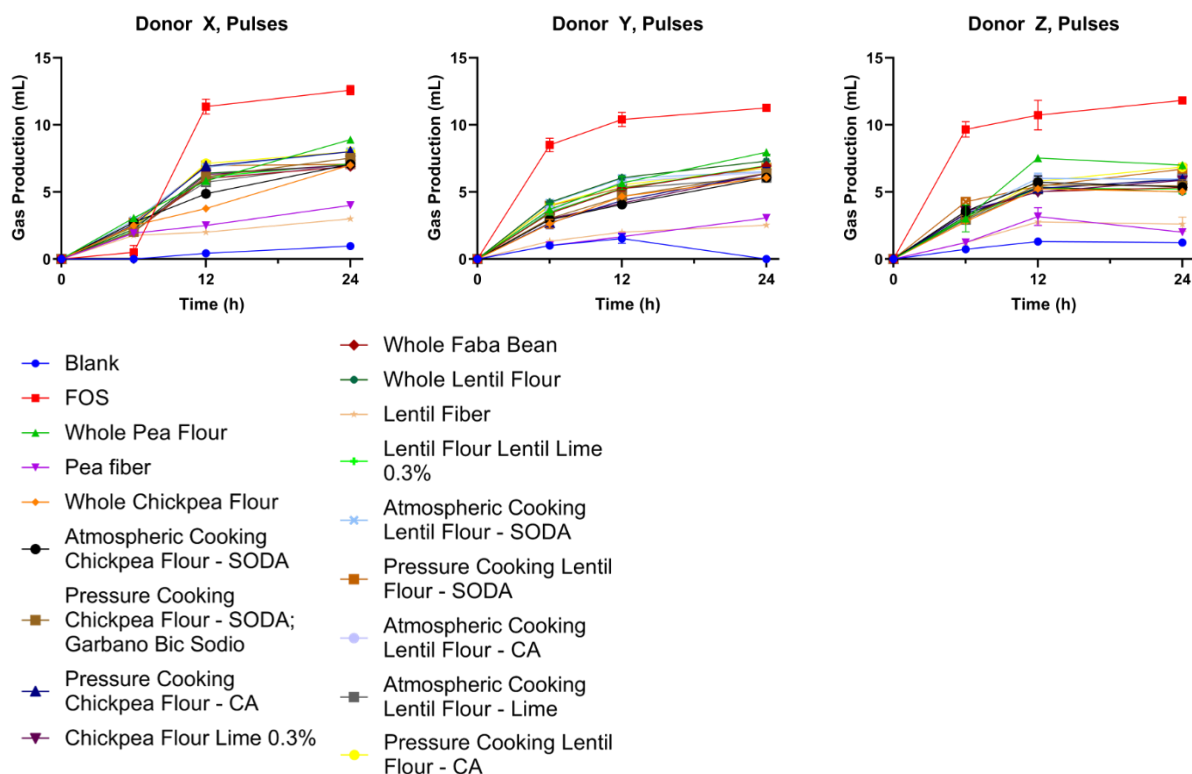 Donor X, Pulses
Gas Production (mL)
15
10
5
0
0
12
24
Time (h)
Donor Y, Pulses
Gas Production (mL)
15
10
5
0
0
12
24
Time (h)
Donor Z, Pulses
Gas Production (mL)
15
10
5
0
0
12
24
Time (h)
Blank
FOS
Whole Pea Flour
Pea fiber
Whole Chickpea Flour
Atmospheric Cooking
Chickpea Flour - SODA
Pressure Cooking
Chickpea Flour - SODA;
Garbano Bic Sodio
Pressure Cooking
Chickpea Flour - CA
Chickpea Flour Lime 0.3%
Whole Faba Bean
Whole Lentil Flour
Lentil Fiber
Lentil Flour Lentil Lime
0.3%
Atmospheric Cooking
Lentil Flour - SODA
Pressure Cooking Lentil
Flour - SODA
Atmospheric Cooking
Lentil Flour - CA
Atmospheric Cooking
Lentil Flour - Lime
Pressure Cooking Lentil
Flour - CA